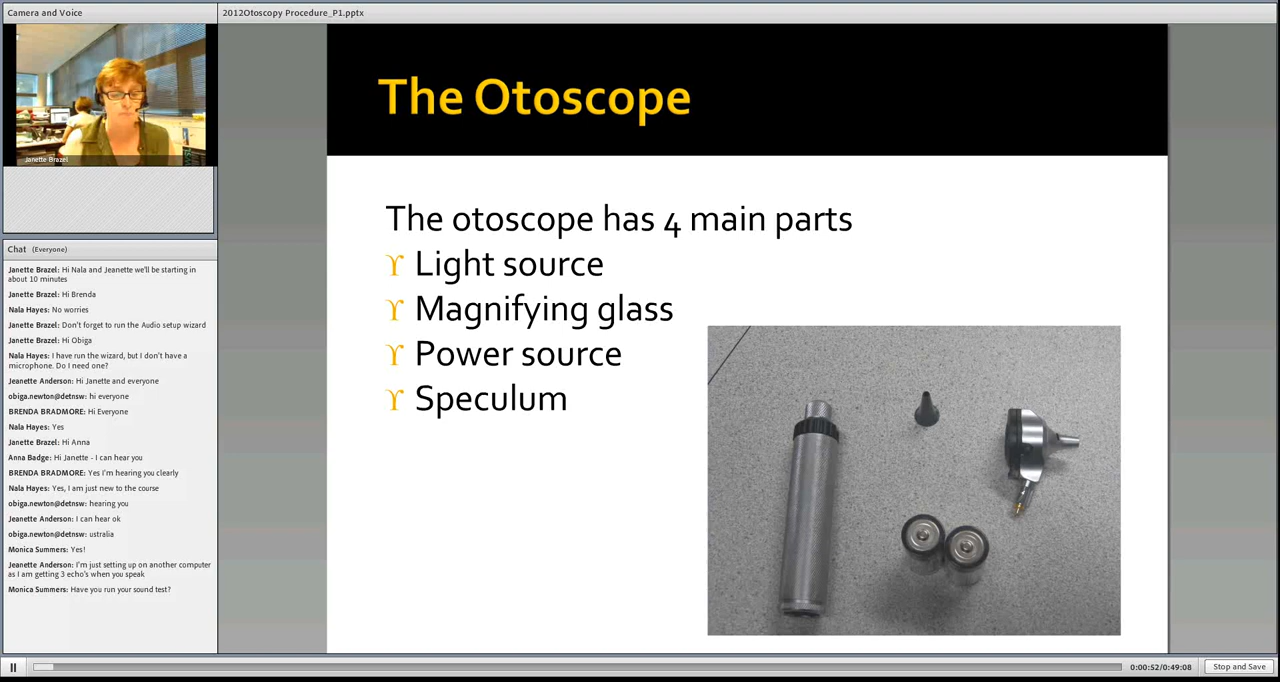 Camera and Voice
2012Otoscopy Procedure_P1.pptx
Janette Brazel
The Otoscope
The otoscope has 4 main parts
Light source
Magnifying glass
Power source
Speculum
Chat (Everyone)
Janette Brazel: Hi Nala and Jeanette we'll be starting in
about 10 minutes
Janette Brazel: Hi Brenda
Nala Hayes: No worries
Janette Brazel: Don't forget to run the Audio setup wizard
Janette Brazel: Hi Obiga
Nala Hayes: I have run the wizard, but I don't have a
microphone. Do I need one?
Jeanette Anderson: Hi Janette and everyone
obiga.newton@detnsw: hi everyone
BRENDA BRADMORE: Hi Everyone
Nala Hayes: Yes
Janette Brazel: Hi Anna
Anna Badge: Hi Janette - I can hear you
BRENDA BRADMORE: Yes I'm hearing you clearly
Nala Hayes: Yes, I am just new to the course
obiga.newton@detnsw: hearing you
Jeanette Anderson: I can hear ok
obiga.newton@detnsw: ustralia
Monica Summers: Yes!
Jeanette Anderson: I'm just setting up on another computer
as I am getting 3 echo's when you speak
Monica Summers: Have you run your sound test?
0:00:52/0:49:08
Stop and Save